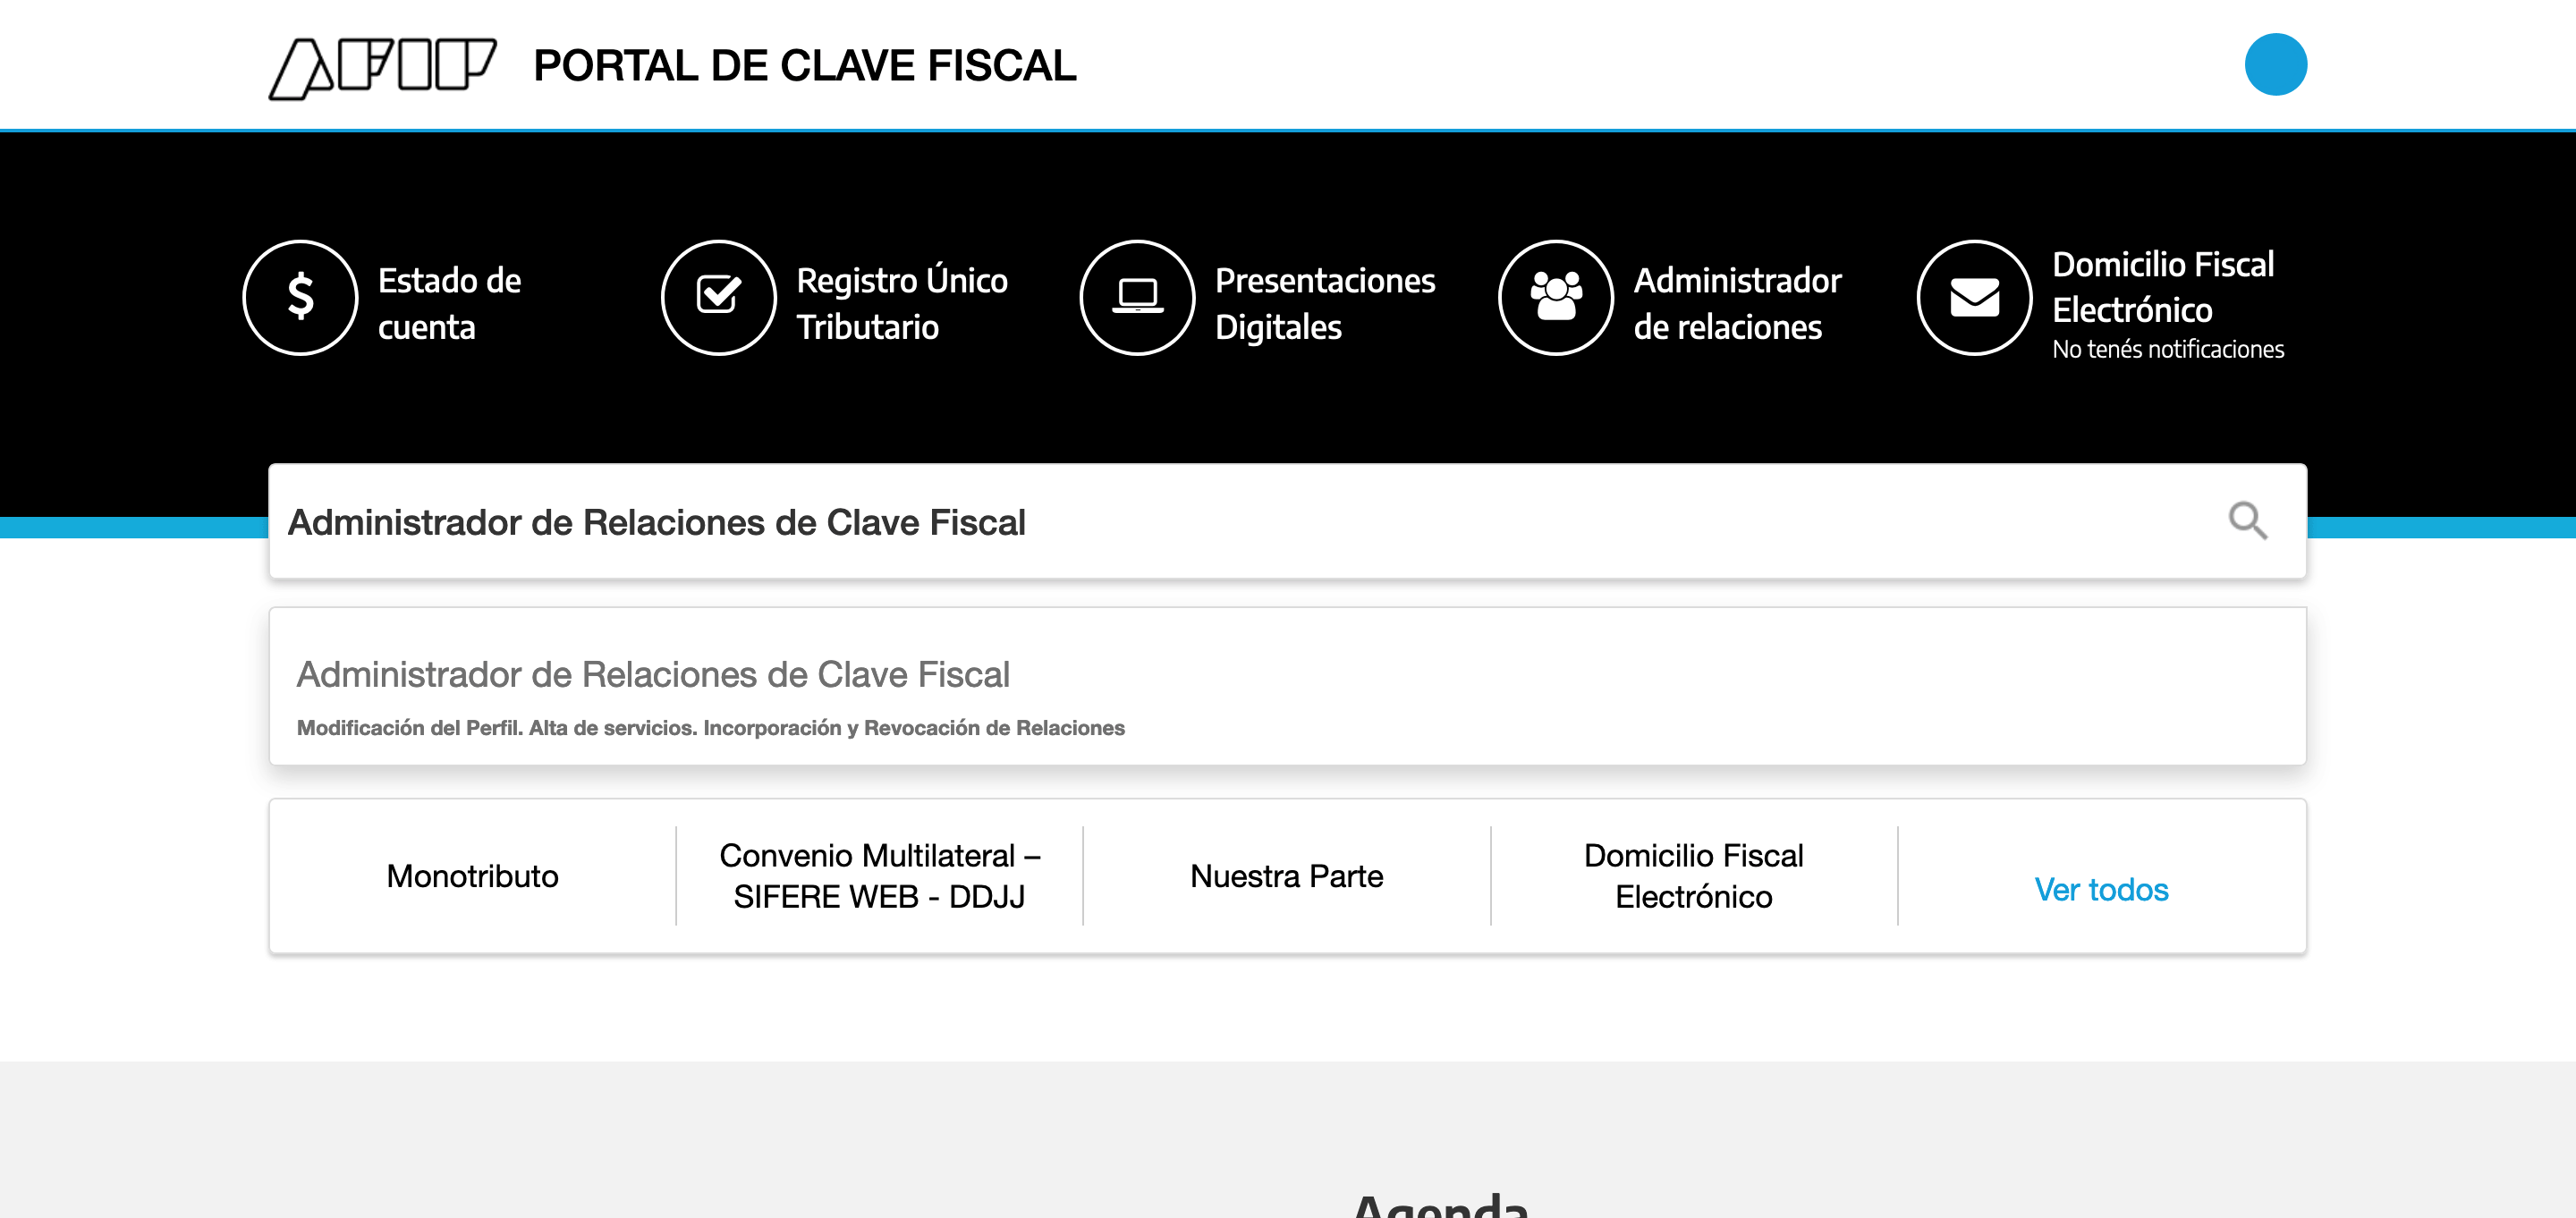 AFIP PORTAL DE CLAVE FISCAL
Estado de
cuenta
Registro Único
Tributario
Presentaciones
Digitales
Administrador
de relaciones
Domicilio Fiscal
Electrónico
No tenés notificaciones
Administrador de Relaciones de Clave Fiscal
Administrador de Relaciones de Clave Fiscal
Modificación del Perfil. Alta de servicios. Incorporación y Revocación de Relaciones
Monotributo
Convenio Multilateral –
SIFERE WEB - DDJJ
Nuestra Parte
Domicilio Fiscal
Electrónico
Ver todos
Agenda